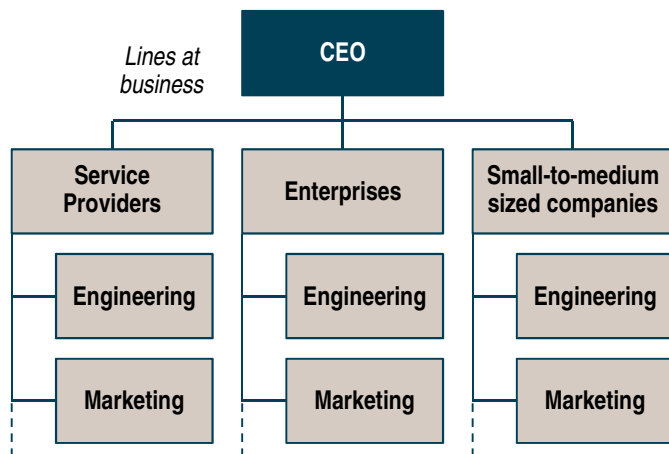 Lines at
business
CEO
Service
Providers
Enterprises
Small-to-medium
sized companies
Engineering
Engineering
Engineering
Marketing
Marketing
Marketing